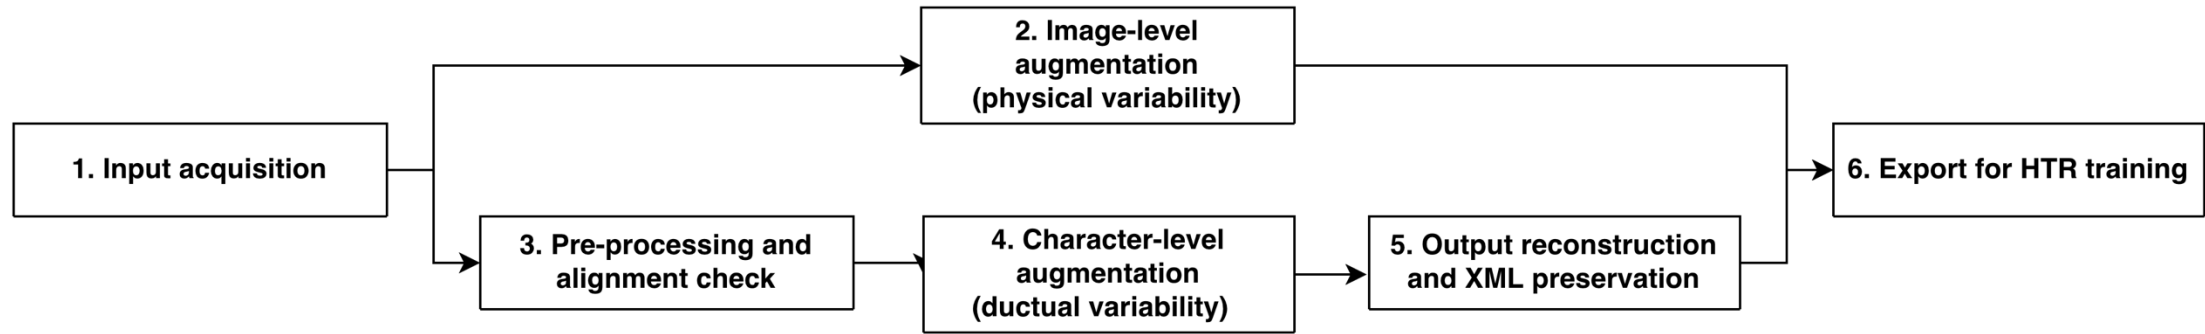 1. Input acquisition
2. Image-level
augmentation
(physical variability)
3. Pre-processing and
alignment check
4. Character-level
augmentation
(ductual variability)
5. Output reconstruction
and XML preservation
6. Export for HTR training